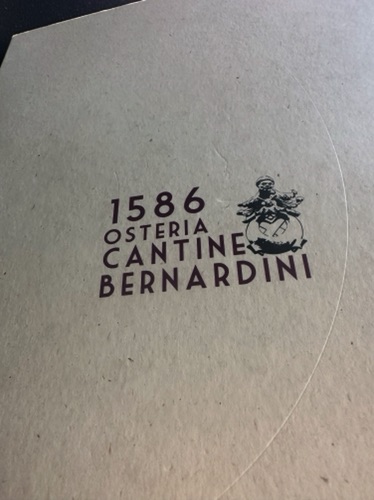 1586
OSTERIA
CANTINE
BERNARDINI